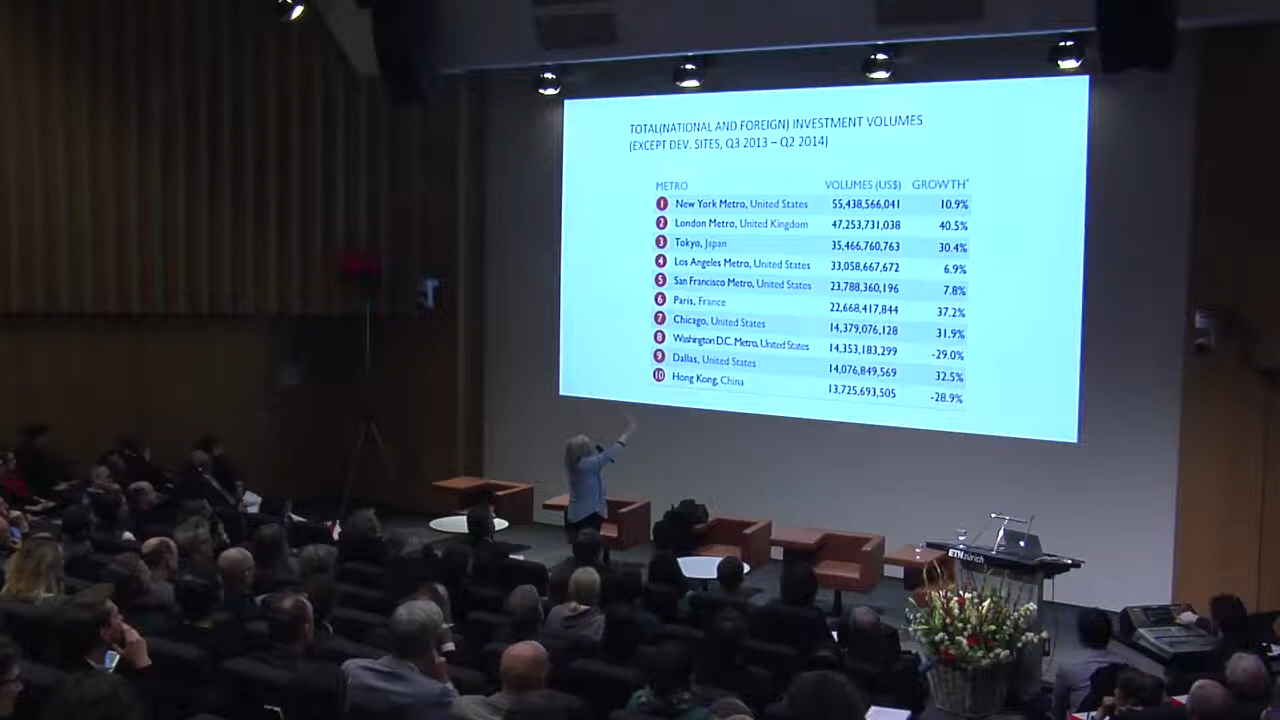 TOTAL(NATIONAL AND FOREIGN) INVESTMENT VOLUMES
(EXCEPT DEV. SITES, Q3 2013 – Q2 2014)
METRO VOLUMES (US$) GROWTH*
1 New York Metro, United States 55,438,566,041 10.9%
2 London Metro, United Kingdom 47,253,731,038 40.5%
3 Tokyo, Japan 35,466,760,763 30.4%
4 Los Angeles Metro, United States 33,058,667,672 6.9%
5 San Francisco Metro, United States 23,788,360,196 7.8%
6 Paris, France 22,668,417,844 37.2%
7 Chicago, United States 14,379,076,128 31.9%
8 Washington D.C. Metro, United States 14,353,183,299 -29.0%
9 Dallas, United States 14,076,849,569 32.5%
10 Hong Kong, China 13,725,693,505 -28.9%
ETH zürich